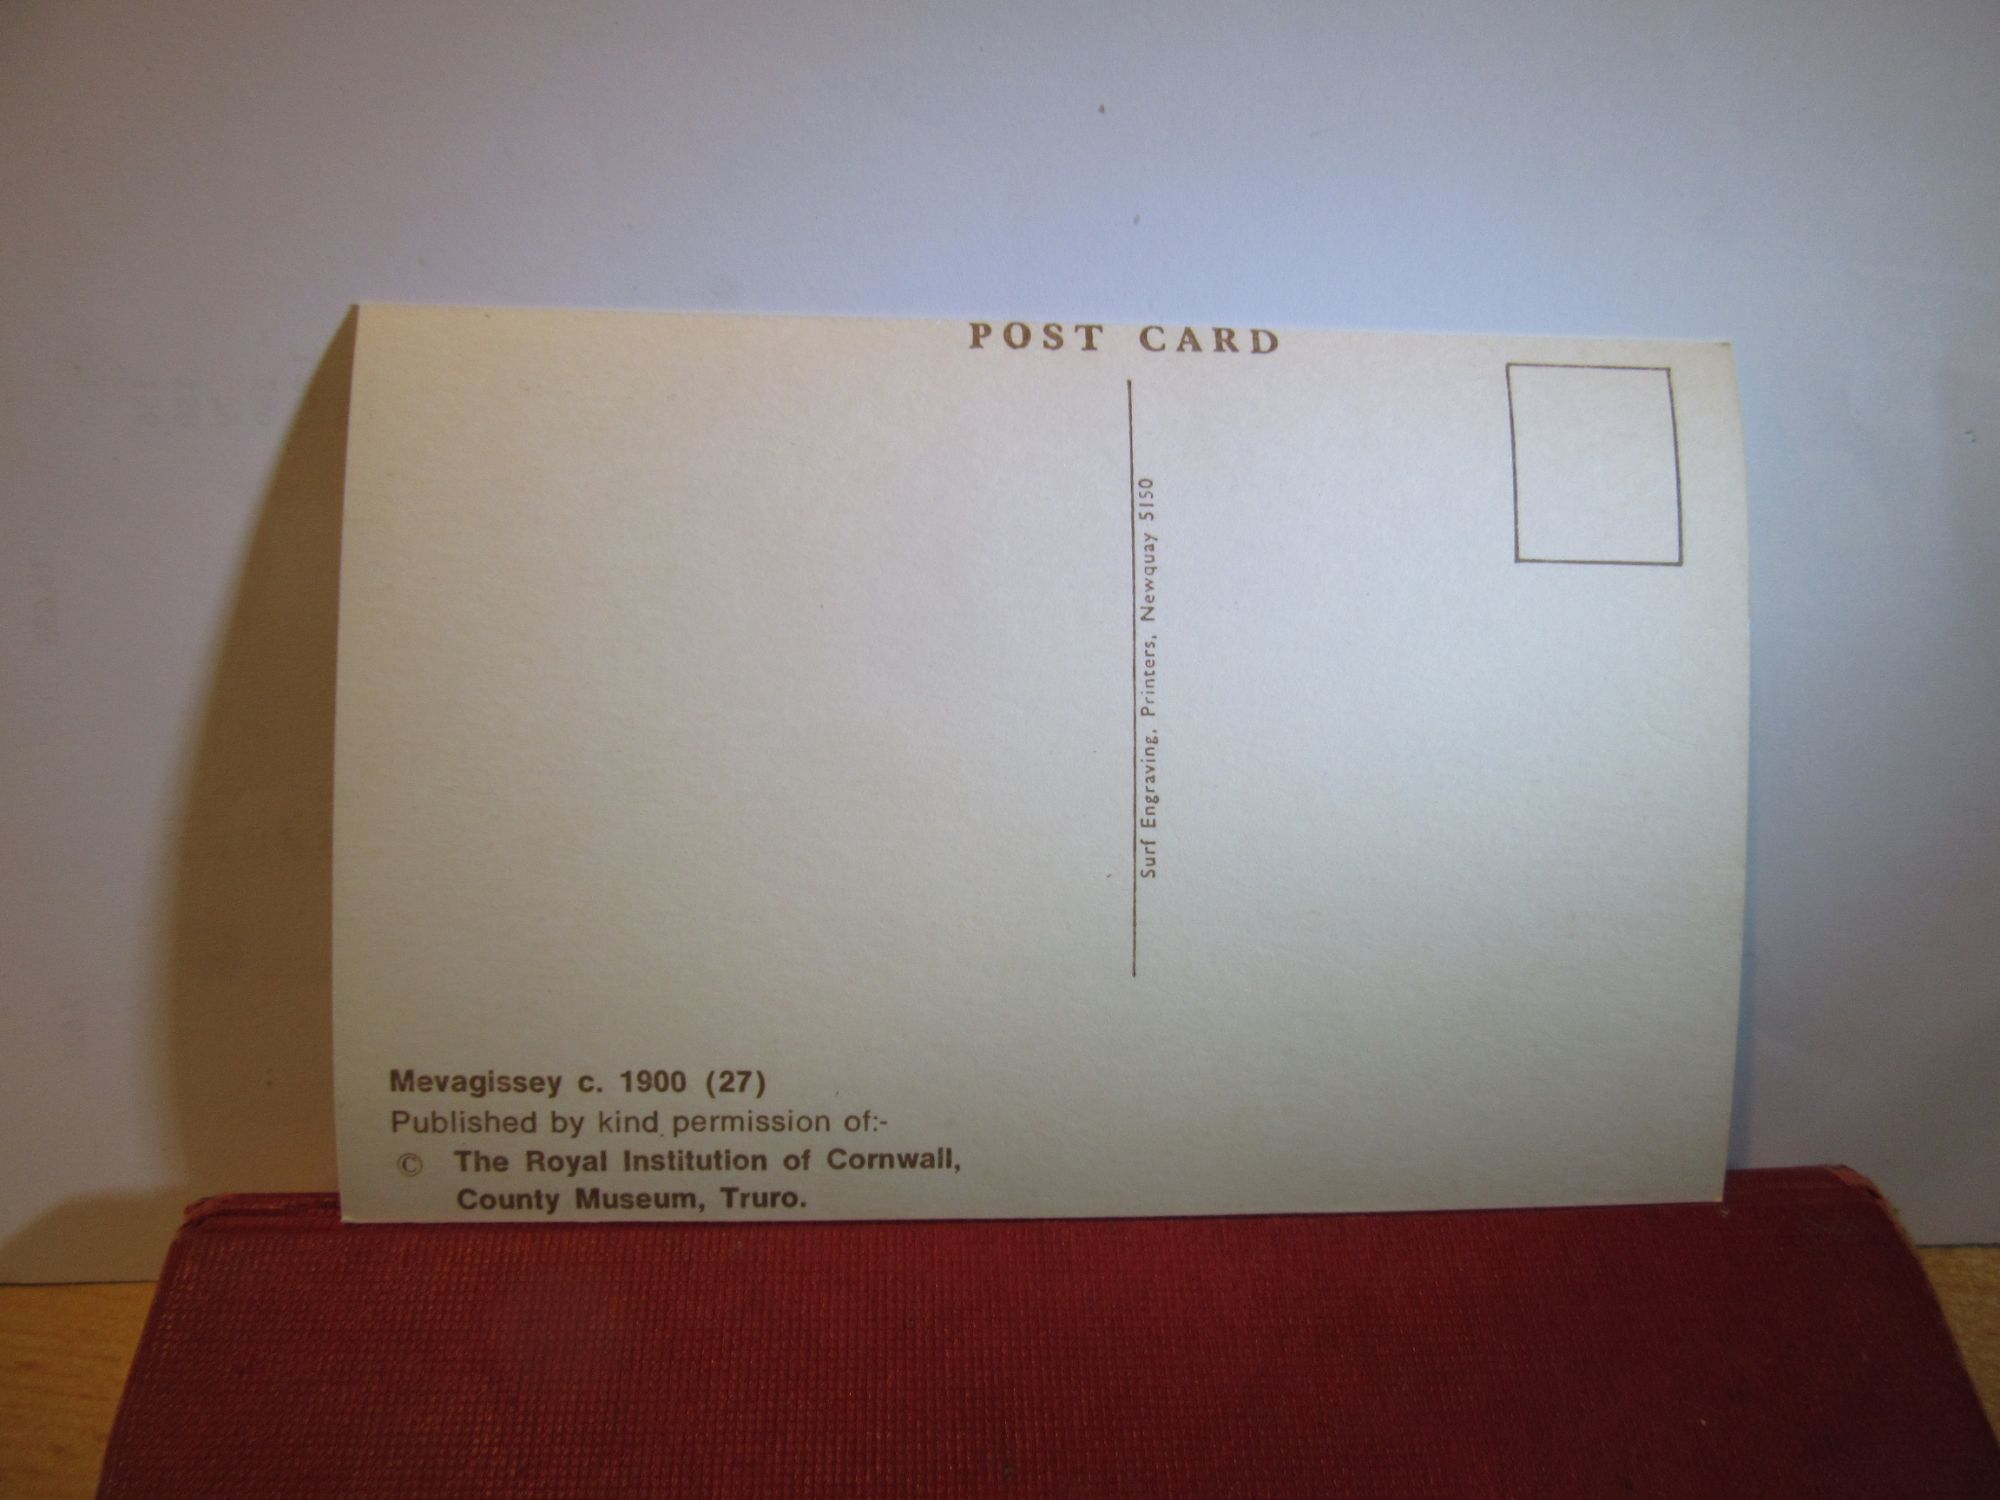 POST CARD
Surf Engraving, Printers, Newquay 5150
Mevagissey c. 1900 (27)
Published by kind permission of:-
© The Royal Institution of Cornwall,
County Museum, Truro.